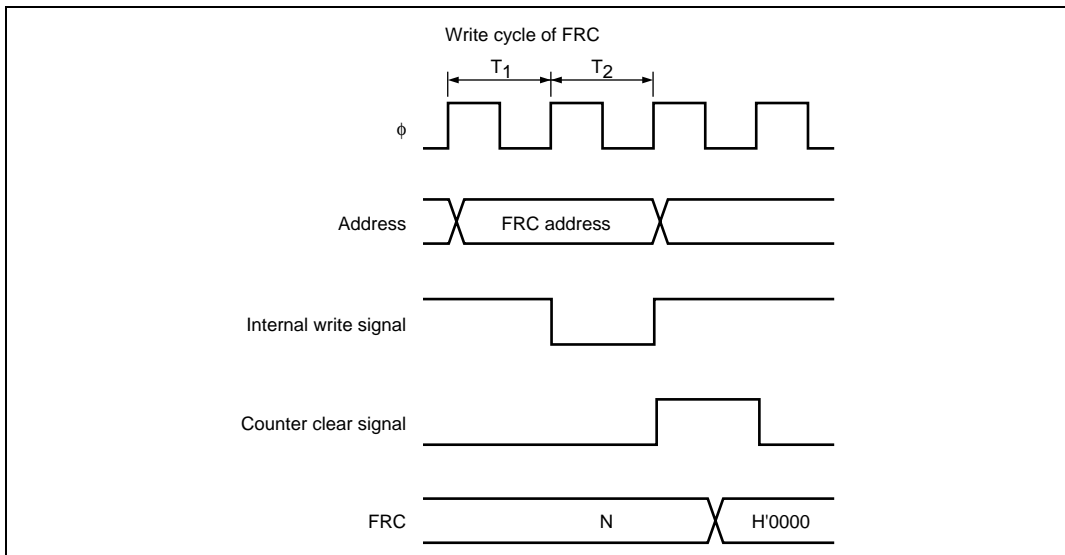 Write cycle of FRC
T1 T2
ϕ
Address FRC address
Internal write signal
Counter clear signal
FRC N H'0000